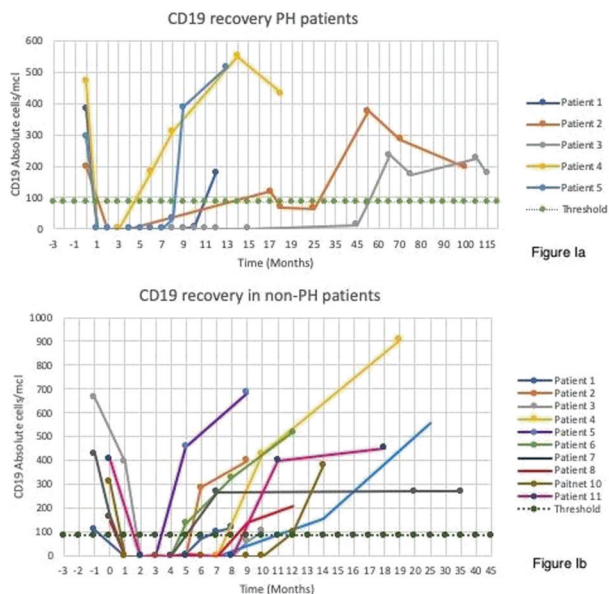 CD19 recovery PH patients
CD19 Absolute cells/mcl
600
500
400
300
200
100
0
-3 -1 1 3 4 6 7 9 11 13 15 17 19 25 45 70 80 100 115
Time (Months)
Patient 1
Patient 2
Patient 3
Patient 4
Patient 5
Threshold
Figure Ia
CD19 recovery in non-PH patients
CD19 Absolute cells/mcl
1000
900
800
700
600
500
400
300
200
100
0
-3 -2 -1 0 1 2 3 4 5 6 7 8 9 10 11 12 13 14 15 16 17 18 19 20 25 30 35 40 45
Time (Months)
Patient 1
Patient 2
Patient 3
Patient 4
Patient 5
Patient 6
Patient 7
Patient 8
Paitnet 10
Patient 11
Threshold
Figure Ib